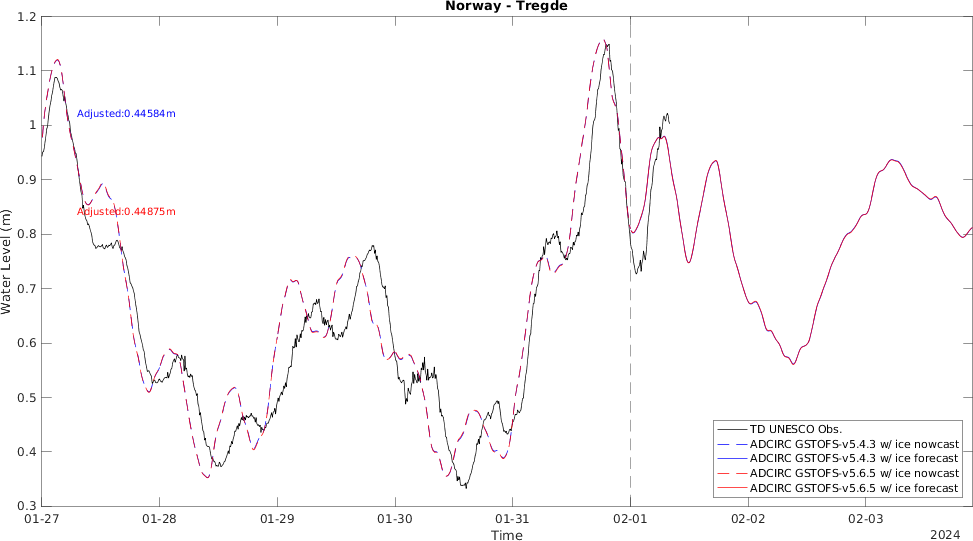 Norway - Tregde
1.2
1.1
1
0.9
0.8
0.7
0.6
0.5
0.4
0.3
Water Level (m)
Adjusted:0.44584m
Adjusted:0.44875m
TD UNESCO Obs.
ADCIRC GSTOFS-v5.4.3 w/ ice nowcast
ADCIRC GSTOFS-v5.4.3 w/ ice forecast
ADCIRC GSTOFS-v5.6.5 w/ ice nowcast
ADCIRC GSTOFS-v5.6.5 w/ ice forecast
01-27 01-28 01-29 01-30 01-31 02-01 02-02 02-03
Time
2024